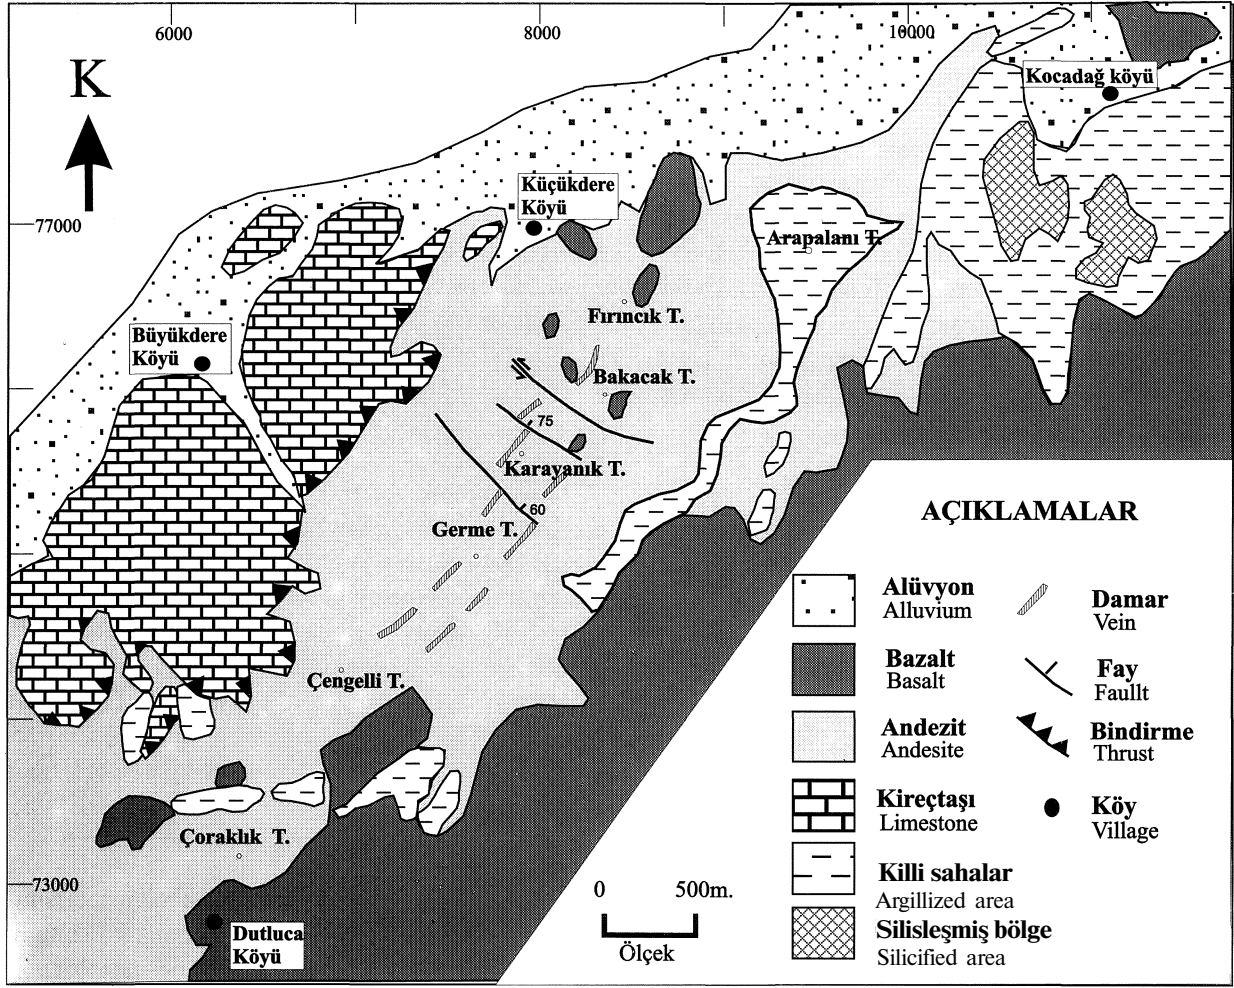 6000
8000
10000
K
Kocadağ köyü
Küçükdere
Köyü
77000
Arapalanı T.
Fırıncık T.
Büyükdere
Köyü
Bakacak T.
75
Karayanık T.
60
Germe T.
AÇIKLAMALAR
Alüvyon
Alluvium
Damar
Vein
Bazalt
Basalt
Fay
Faullt
Çengelli T.
Andezit
Andesite
Bindirme
Thrust
Kireçtaşı
Limestone
Köy
Village
Çoraklık T.
Killi sahalar
Argillized area
73000
0 500m.
Ölçek
Silisleşmiş bölge
Silicified area
Dutluca
Köyü